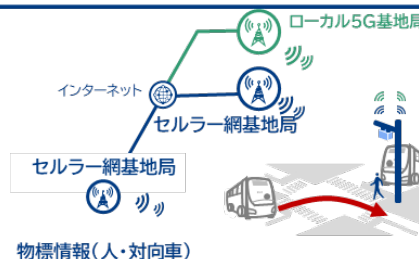 ローカル5G基地局
インターネット
セルラー網基地局
セルラー網基地局
物標情報(人・対向車)